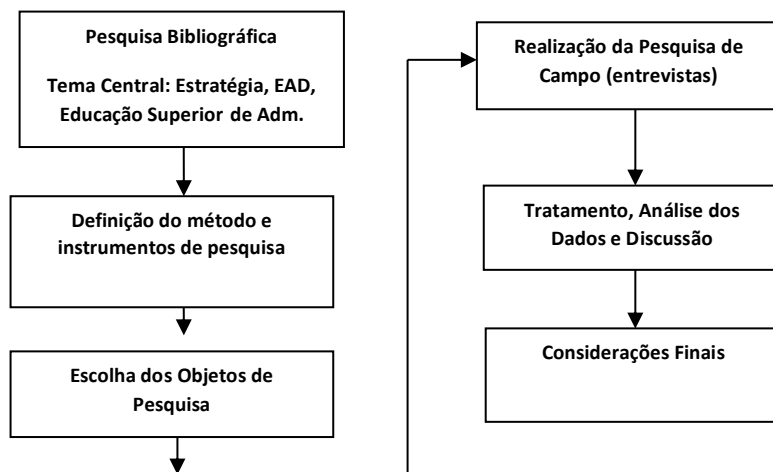 Pesquisa Bibliográfica
Tema Central: Estratégia, EAD,
Educação Superior de Adm.
Definição do método e
instrumentos de pesquisa
Escolha dos Objetos de
Pesquisa
Realização da Pesquisa de
Campo (entrevistas)
Tratamento, Análise dos
Dados e Discussão
Considerações Finais